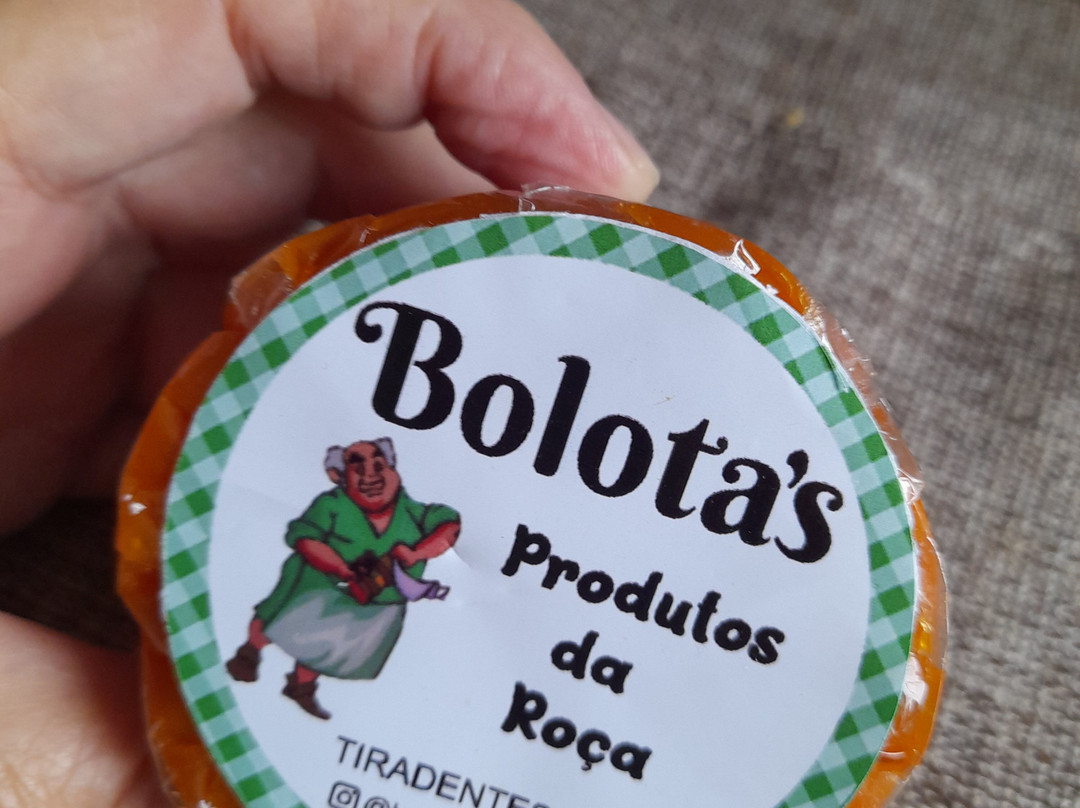 Bolota's
Produtos
da
Roça
TIRADENTES